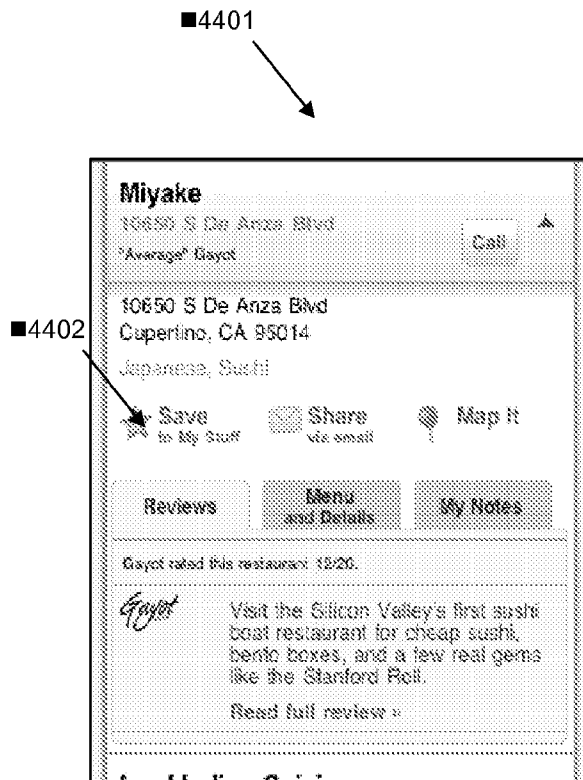 ■4401
Miyake
10650 S De Anza Blvd
"Average" Gayot
Call
10650 S De Anza Blvd
Cupertino, CA 95014
■4402
Japanese, Sushi
Save
to My Stuff
Share
via email
Map It
Reviews
Menu
and Details
My Notes
Gayot rated this restaurant 12/20.
Gayot
Visit the Silicon Valley's first sushi
boat restaurant for cheap sushi,
bento boxes, and a few real gems
like the Stanford Roll.
Read full review »